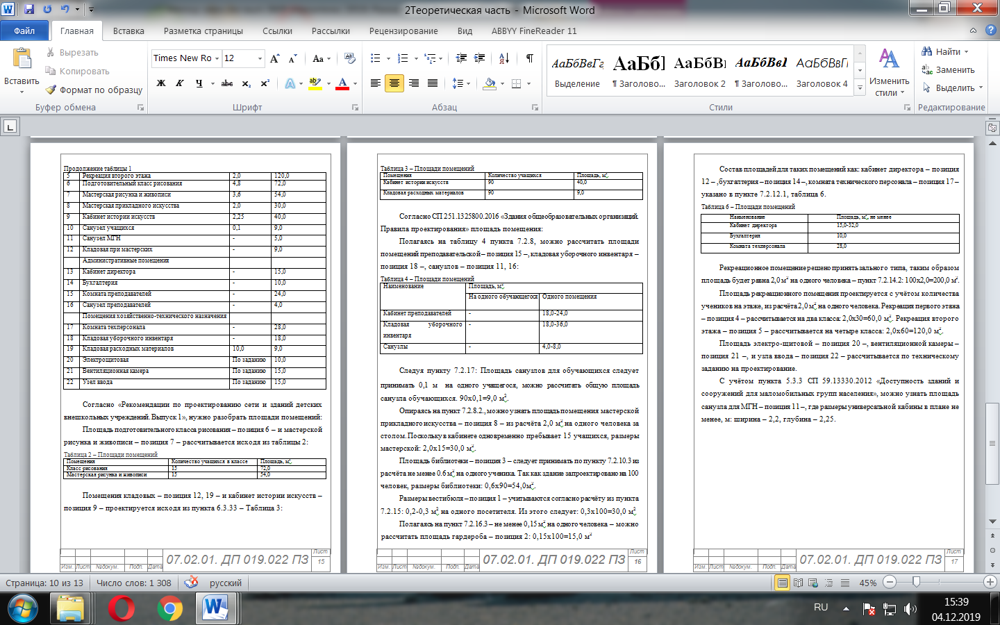 2Теоретическая часть - Microsoft Word
Файл Главная Вставка Разметка страницы Ссылки Рассылки Рецензирование Вид ABBYY FineReader 11
Вставить
Вырезать
Копировать
Формат по образцу
Буфер обмена
Times New Ro 12
Шрифт
Абзац
АаБбВвГг АаБбІ АаБбВı АаБбВвІ АаБбВвГІ
Выделение ¶ Заголово... Заголовок 2 ¶ Заголово... Заголовок 4
Стили
Изменить
стили
Найти
Заменить
Выделить
Редактирование
Продолжение таблицы 1
5 Рекреация второго этажа 2,0 120,0
6 Подготовительный класс рисования 4,8 72,0
7 Мастерская рисунка и живописи 3,6 54,0
8 Мастерская прикладного искусства 2,0 30,0
9 Кабинет истории искусств 2,25 40,0
10 Санузел учащихся 0,1 9,0
11 Санузел МГН - 5,0
12 Кладовая при мастерских - 9,0
Административные помещения
13 Кабинет директора - 15,0
14 Бухгалтерия - 10,0
15 Комната преподавателей - 24,0
16 Санузел преподавателей - 4,0
Помещения хозяйственно-технического назначения
17 Комната техперсонала - 28,0
18 Кладовая уборочного инвентаря - 18,0
19 Кладовая расходных материалов 10,0 9,0
20 Электрощитовая По заданию 10,0
21 Вентиляционная камера По заданию 15,0
22 Узел ввода По заданию 15,0
Согласно «Рекомендации по проектированию сети и зданий детских
внешкольных учреждений. Выпуск 1», нужно разобрать площади помещений:
Площадь подготовительного класса рисования – позиция 6 – и мастерской
рисунка и живописи – позиция 7 – рассчитывается исходя из таблицы 2:
Таблица 2 – Площади помещений
Помещения Количество учащихся в классе Площадь, м²,
Класс рисования 15 72,0
Мастерская рисунка и живописи 15 54,0
Помещения кладовых – позиция 12, 19 – и кабинет истории искусств –
позиция 9 – проектируется исходя из пункта 6.3.33 – Таблица 3:
Изм. Лист №докум. Подп. Дата 07.02.01. ДП 019.022 ПЗ Лист 15
Таблица 3 – Площади помещений
Помещения Количество учащихся Площадь, м²,
Кабинет истории искусств 90 40,0
Кладовая расходных материалов 90 9,0
Согласно СП 251.1325800.2016 «Здания общеобразовательных организаций.
Правила проектирования» площадь помещения:
Полагаясь на таблицу 4 пункта 7.2.8, можно рассчитать площади
помещений преподавательской – позиция 15 –, кладовая уборочного инвентаря –
позиция 18 –, санузлов – позиция 11, 16:
Таблица 4 – Площади помещений
Наименование Площадь, м²,
На одного обучающегося Одного помещения
Кабинет преподавателей - 18,0-24,0
Кладовая уборочного - 18,0-36,0
инвентаря
Санузлы - 4,0-8,0
Следуя пункту 7.2.17: Площадь санузлов для обучающихся следует
принимать 0,1 м на одного учащегося, можно рассчитать общую площадь
санузла обучающихся. 90х0,1=9,0 м².
Опираясь на пункт 7.2.8.2., можно узнать площадь помещения мастерской
прикладного искусства – позиция 8 – из расчёта 2,0 м² на одного человека за
столом. Поскольку в кабинете одновременно пребывает 15 учащихся, размеры
мастерской: 2,0х15=30,0 м².
Площадь библиотеки – позиция 3 – следует принимать по пункту 7.2.10.3 из
расчёта не менее 0.6 м² на одного ученика. Так как здание запроектировано на 100
человек, размеры библиотеки: 0,6х90=54,0м².
Размеры вестибюля – позиция 1 – учитываются согласно расчёту из пункта
7.2.15: 0,2-0,3 м² на одного посетителя. Из этого следует: 0,3х100=30,0 м²
Полагаясь на пункт 7.2.16.3 – не менее 0,15 м² на одного человека – можно
рассчитать площадь гардероба – позиция 2: 0,15х100=15,0 м²
Изм. Лист №докум. Подп. Дата 07.02.01. ДП 019.022 ПЗ Лист 16
Состав площадей для таких помещений как: кабинет директора – позиция
12 – , бухгалтерия – позиция 14 –, комната технического персонала – позиция 17 –
указано в пункте 7.2.12.1, таблица 6.
Таблица 6 – Площади помещений
Наименование Площадь, м², не менее
Кабинет директора 15,0-32,0
Бухгалтерия 10,0
Комната техперсонала 28,0
Рекреационное помещение решено принять зального типа, таким образом
площадь будет равна 2,0 м² на одного человека – пункт 7.2.14.2: 100х2,0=200,0 м².
Площадь рекреационного помещения проектируется с учётом количества
учеников на этаже, из расчёта 2,0 м², на одного человека. Рекреация первого этажа
– позиция 4 – рассчитывается на два класса: 2,0х30=60,0 м². Рекреация второго
этажа – позиция 5 – рассчитывается на четыре класса: 2,0х60=120,0 м².
Площадь электро-щитовой – позиция 20 –, вентиляционной камеры –
позиция 21 –, и узла ввода – позиция 22 – рассчитывается по техническому
заданию на проектирование.
С учётом пункта 5.3.3 СП 59.13330.2012 «Доступность зданий и
сооружений для маломобильных групп населения», можно узнать площадь
санузла для МГН – позиция 11 –, где размеры универсальной кабины в плане не
менее, м: ширина – 2,2, глубина – 2,25.
Изм. Лист №докум. Подп. Дата 07.02.01. ДП 019.022 ПЗ Лист 17
Страница: 10 из 13 Число слов: 1 308 русский 45%
RU 15:39
04.12.2019